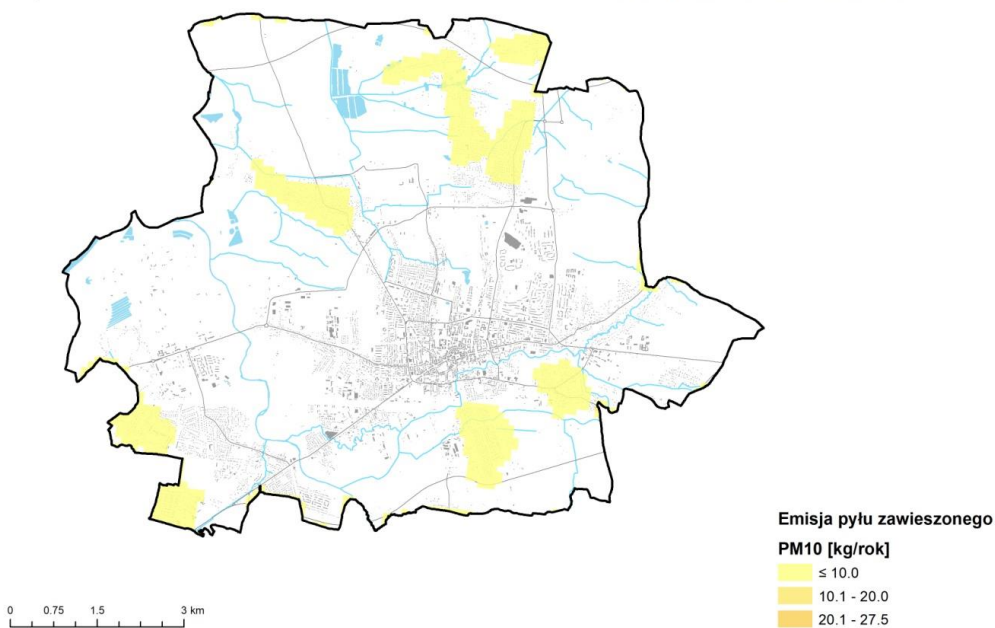 Emisja pyłu zawieszonego
PM10 [kg/rok]
≤ 10.0
10.1 - 20.0
20.1 - 27.5
0 0.75 1.5 3 km